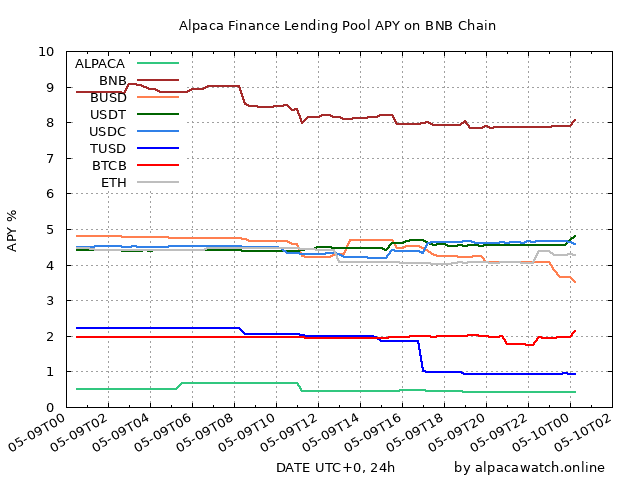 Alpaca Finance Lending Pool APY on BNB Chain
APY %
10
9
8
7
6
5
4
3
2
1
0
ALPACA
BNB
BUSD
USDT
USDC
TUSD
BTCB
ETH
05-09T00
05-09T02
05-09T04
05-09T06
05-09T08
05-09T10
05-09T12
05-09T14
05-09T16
05-09T18
05-09T20
05-09T22
05-10T00
05-10T02
DATE UTC+0, 24h
by alpacawatch.online